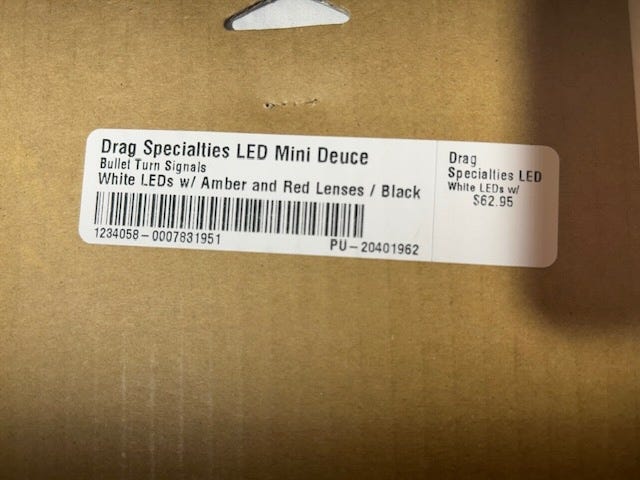 Drag Specialties LED Mini Deuce
Bullet Turn Signals
White LEDs w/ Amber and Red Lenses / Black
1234058-0007831951
PU-20401962
Drag
Specialties LED
White LEDs w/
$62.95